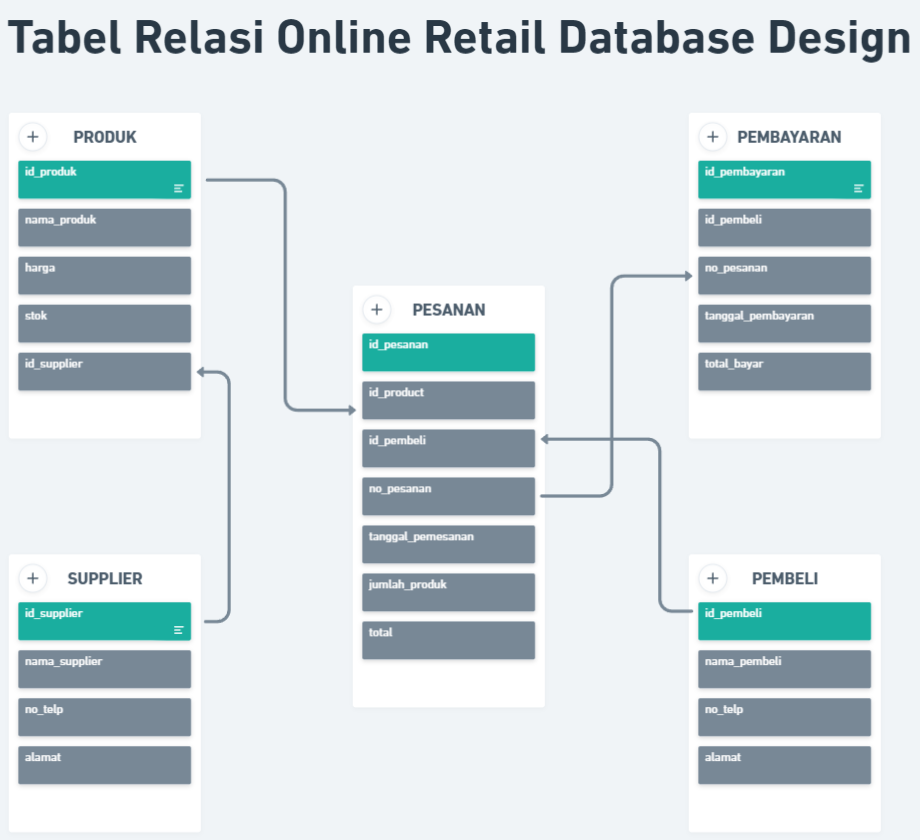 Tabel Relasi Online Retail Database Design
PRODUK
id_produk
nama_produk
harga
stok
id_supplier
PEMBAYARAN
id_pembayaran
id_pembeli
no_pesanan
tanggal_pembayaran
total_bayar
PESANAN
id_pesanan
id_product
id_pembeli
no_pesanan
tanggal_pemesanan
jumlah_produk
total
SUPPLIER
id_supplier
nama_supplier
no_telp
alamat
PEMBELI
id_pembeli
nama_pembeli
no_telp
alamat